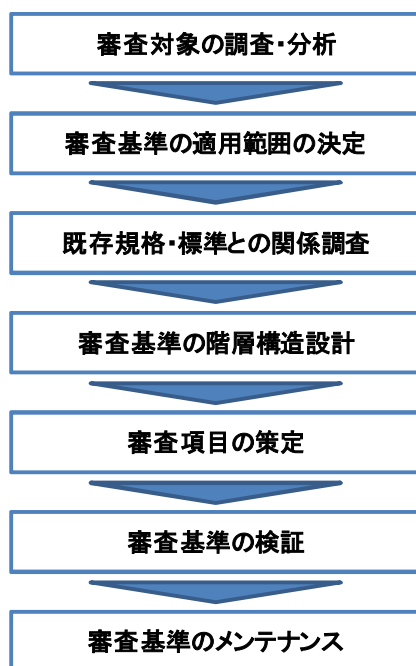 審査対象の調査・分析
審査基準の適用範囲の決定
既存規格・標準との関係調査
審査基準の階層構造設計
審査項目の策定
審査基準の検証
審査基準のメンテナンス